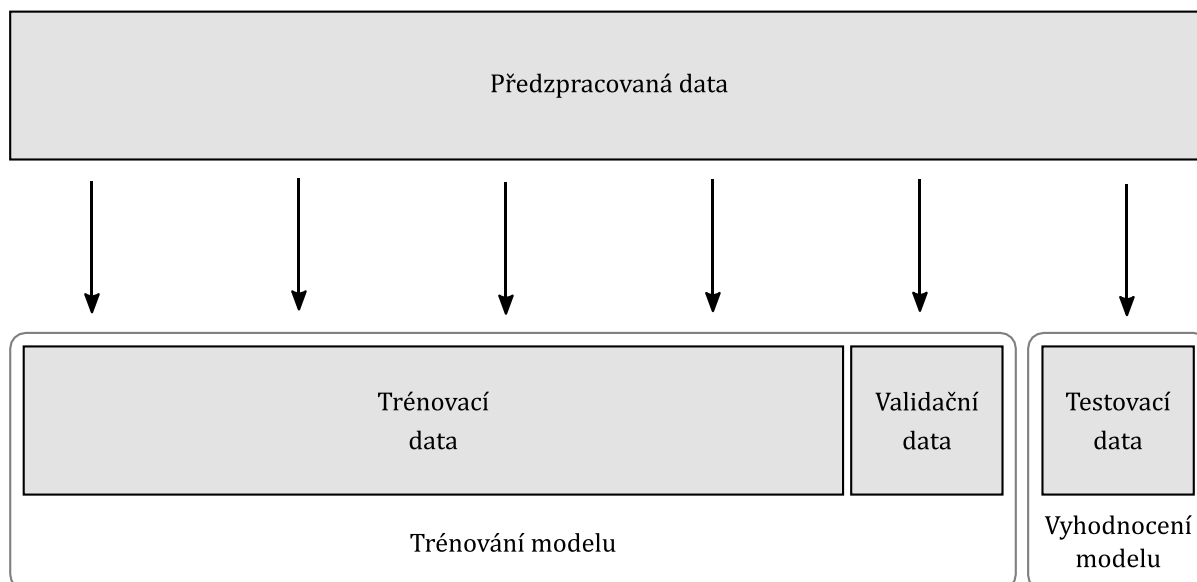 Předzpracovaná data
Trénovací
data
Validační
data
Testovací
data
Trénování modelu
Vyhodnocení
modelu